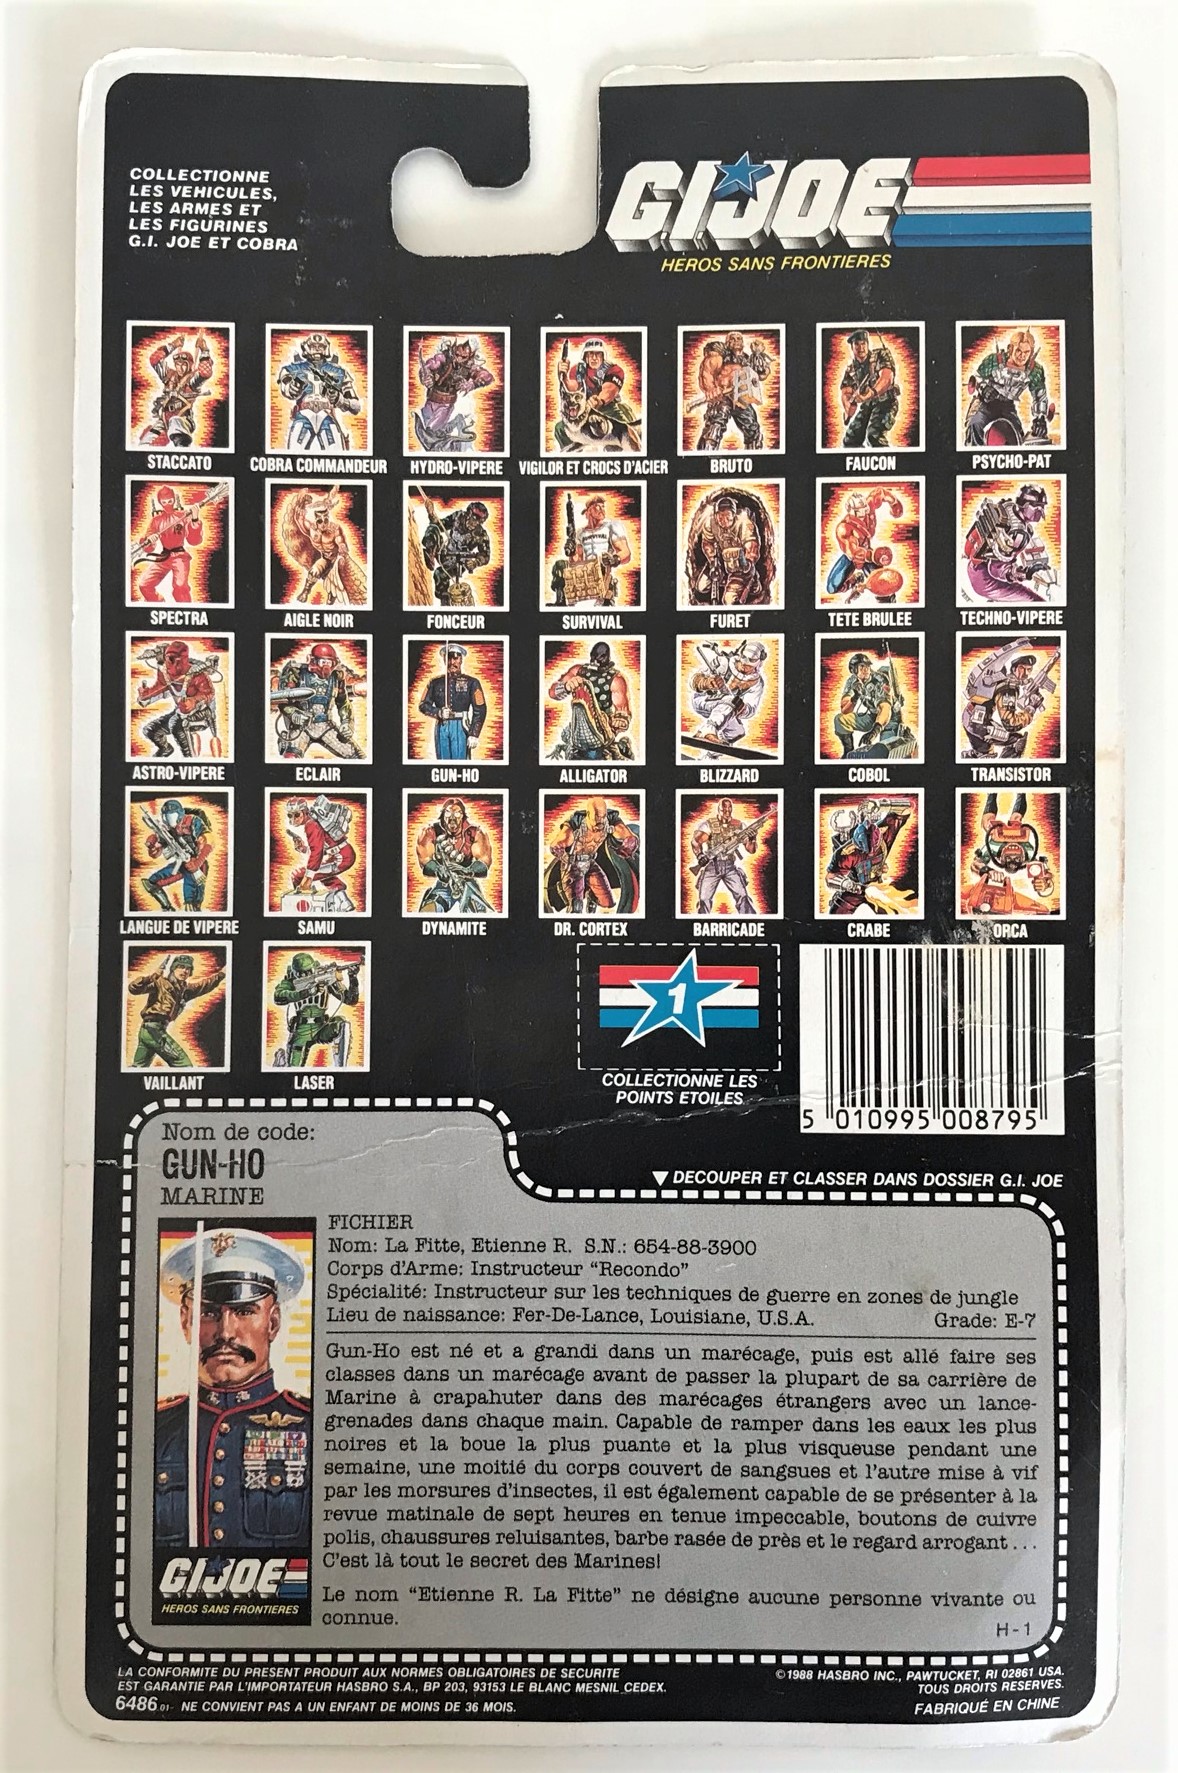 COLLECTIONNE
LES VEHICULES,
LES ARMES ET
LES FIGURINES
G.I. JOE ET COBRA
G.I. JOE
HEROS SANS FRONTIERES
STACCATO COBRA COMMANDEUR HYDRO-VIPERE VIGILOR ET CROCS D'ACIER BRUTO FAUCON PSYCHO-PAT
SURVIVAL
SPECTRA AIGLE NOIR FONCEUR SURVIVAL FURET TETE BRULEE TECHNO-VIPERE
ASTRO-VIPERE ECLAIR GUN-HO ALLIGATOR BLIZZARD COBOL TRANSISTOR
LANGUE DE VIPERE SAMU DYNAMITE DR. CORTEX BARRICADE CRABE ORCA
VAILLANT LASER
1
COLLECTIONNE LES
POINTS ETOILES
5 010995 008795
Nom de code:
GUN-HO
MARINE
▼ DECOUPER ET CLASSER DANS DOSSIER G.I. JOE
FICHIER
Nom: La Fitte, Etienne R. S.N.: 654-88-3900
Corps d'Arme: Instructeur "Recondo"
Spécialité: Instructeur sur les techniques de guerre en zones de jungle
Lieu de naissance: Fer-De-Lance, Louisiane, U.S.A. Grade: E-7
Gun-Ho est né et a grandi dans un marécage, puis est allé faire ses
classes dans un marécage avant de passer la plupart de sa carrière de
Marine à crapahuter dans des marécages étrangers avec un lance-
grenades dans chaque main. Capable de ramper dans les eaux les plus
noires et la boue la plus puante et la plus visqueuse pendant une
semaine, une moitié du corps couvert de sangsues et l'autre mise à vif
par les morsures d'insectes, il est également capable de se présenter à la
revue matinale de sept heures en tenue impeccable, boutons de cuivre
polis, chaussures reluisantes, barbe rasée de près et le regard arrogant . . .
C'est là tout le secret des Marines!
Le nom "Etienne R. La Fitte" ne désigne aucune personne vivante ou
connue.
H-1
G.I. JOE
HEROS SANS FRONTIERES
LA CONFORMITE DU PRESENT PRODUIT AUX NORMES OBLIGATOIRES DE SECURITE
EST GARANTIE PAR L'IMPORTATEUR HASBRO S.A., BP 203, 93153 LE BLANC MESNIL CEDEX.
6486.01- NE CONVIENT PAS A UN ENFANT DE MOINS DE 36 MOIS.
©1988 HASBRO INC., PAWTUCKET, RI 02861 USA.
TOUS DROITS RESERVES.
FABRIQUÉ EN CHINE